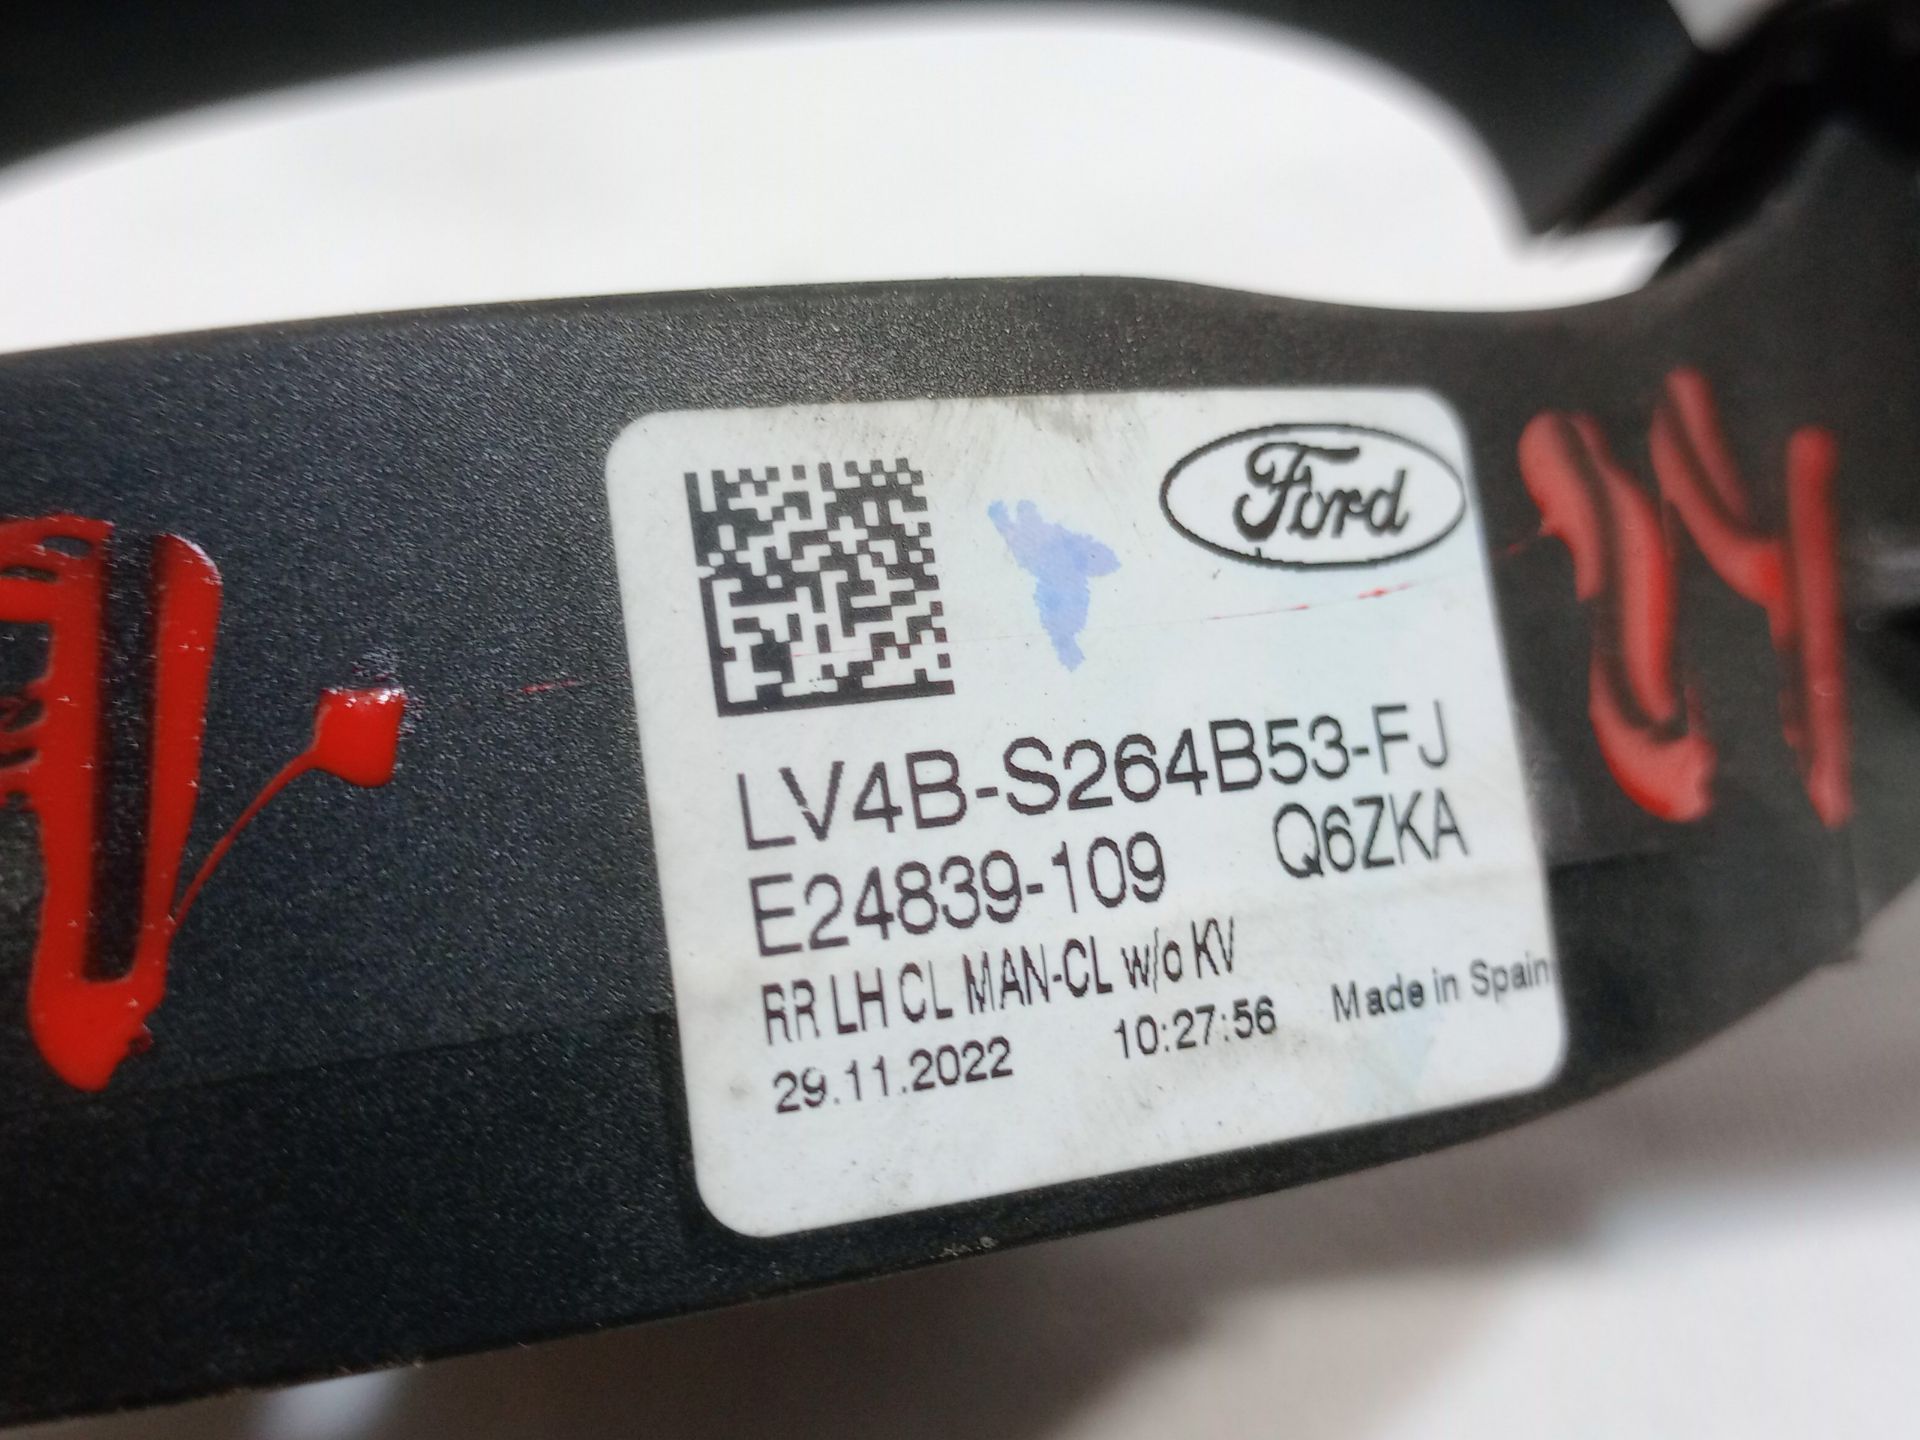 Ford
LV4B-S264B53-FJ
E24839-109 Q6ZKA
RR LH CL MAN-CL w/o KV
29.11.2022 10:27:56 Made in Spain